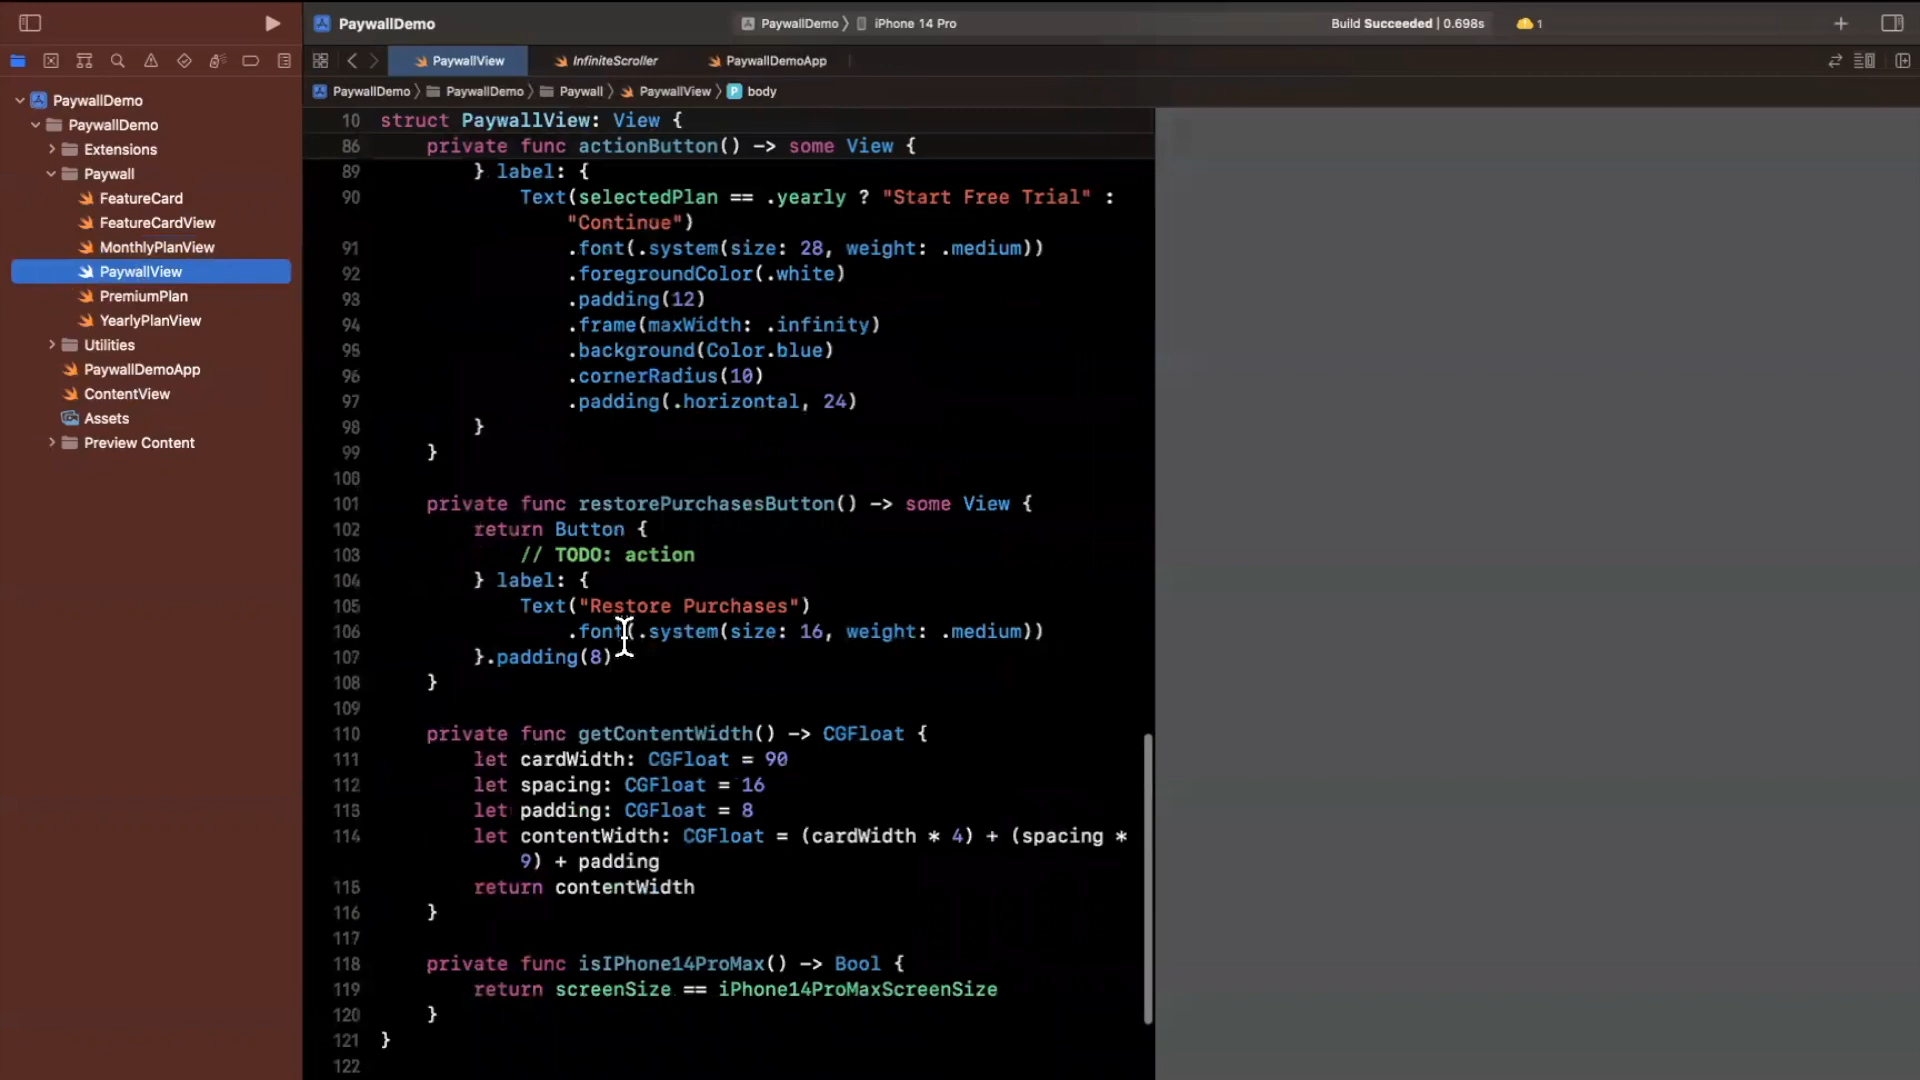 PaywallDemo
PaywallDemo 〉 iPhone 14 Pro
Build Succeeded | 0.698s
1
PaywallView
InfiniteScroller
PaywallDemoApp
PaywallDemo 〉 PaywallDemo 〉 Paywall 〉 PaywallView 〉 P body
PaywallDemo
PaywallDemo
Extensions
Paywall
FeatureCard
FeatureCardView
MonthlyPlanView
PaywallView
PremiumPlan
YearlyPlanView
Utilities
PaywallDemoApp
ContentView
Assets
Preview Content
10 struct PaywallView: View {
86 private func actionButton() -> some View {
89 } label: {
90 Text(selectedPlan == .yearly ? "Start Free Trial" :
"Continue")
91 .font(.system(size: 28, weight: .medium))
92 .foregroundColor(.white)
93 .padding(12)
94 .frame(maxWidth: .infinity)
95 .background(Color.blue)
96 .cornerRadius(10)
97 .padding(.horizontal, 24)
98 }
99 }
100
101 private func restorePurchasesButton() -> some View {
102 return Button {
103 // TODO: action
104 } label: {
105 Text("Restore Purchases")
106 .font(.system(size: 16, weight: .medium))
107 }.padding(8)
108 }
109
110 private func getContentWidth() -> CGFloat {
111 let cardWidth: CGFloat = 90
112 let spacing: CGFloat = 16
113 let padding: CGFloat = 8
114 let contentWidth: CGFloat = (cardWidth * 4) + (spacing *
9) + padding
115 return contentWidth
116 }
117
118 private func isIPhone14ProMax() -> Bool {
119 return screenSize == iPhone14ProMaxScreenSize
120 }
121 }
122